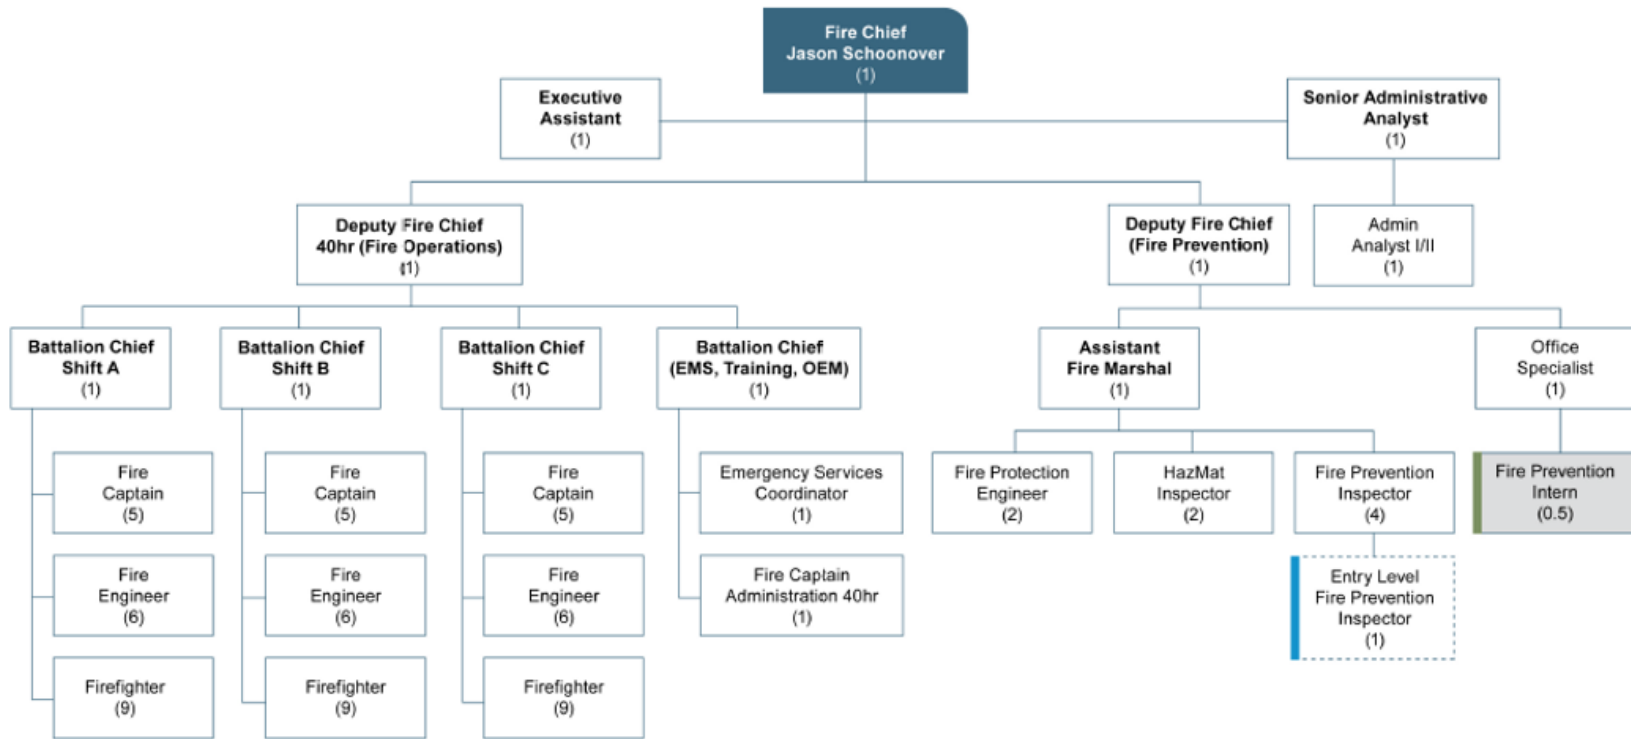 Fire Chief
Jason Schoonover
(1)
Executive
Assistant
(1)
Senior Administrative
Analyst
(1)
Deputy Fire Chief
40hr (Fire Operations)
(1)
Deputy Fire Chief
(Fire Prevention)
(1)
Admin
Analyst I/II
(1)
Battalion Chief
Shift A
(1)
Battalion Chief
Shift B
(1)
Battalion Chief
Shift C
(1)
Battalion Chief
(EMS, Training, OEM)
(1)
Assistant
Fire Marshal
(1)
Office
Specialist
(1)
Fire
Captain
(5)
Fire
Captain
(5)
Fire
Captain
(5)
Emergency Services
Coordinator
(1)
Fire Protection
Engineer
(2)
HazMat
Inspector
(2)
Fire Prevention
Inspector
(4)
Fire Prevention
Intern
(0.5)
Fire
Engineer
(6)
Fire
Engineer
(6)
Fire
Engineer
(6)
Fire Captain
Administration 40hr
(1)
Entry Level
Fire Prevention
Inspector
(1)
Firefighter
(9)
Firefighter
(9)
Firefighter
(9)